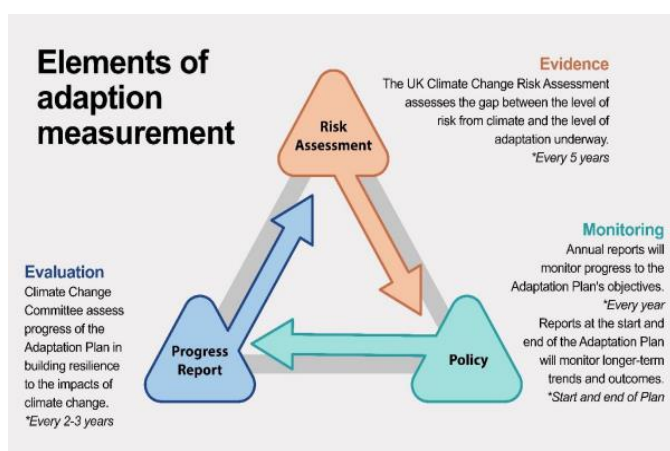 Elements of
adaption
measurement
Evidence
The UK Climate Change Risk Assessment
assesses the gap between the level of
risk from climate and the level of
adaptation underway.
*Every 5 years
Risk
Assessment
Monitoring
Annual reports will
monitor progress to the
Adaptation Plan's objectives.
*Every year
Reports at the start and
end of the Adaptation Plan
will monitor longer-term
trends and outcomes.
*Start and end of Plan
Evaluation
Climate Change
Committee assess
progress of the
Adaptation Plan in
building resilience
to the impacts of
climate change.
*Every 2-3 years
Progress
Report
Policy